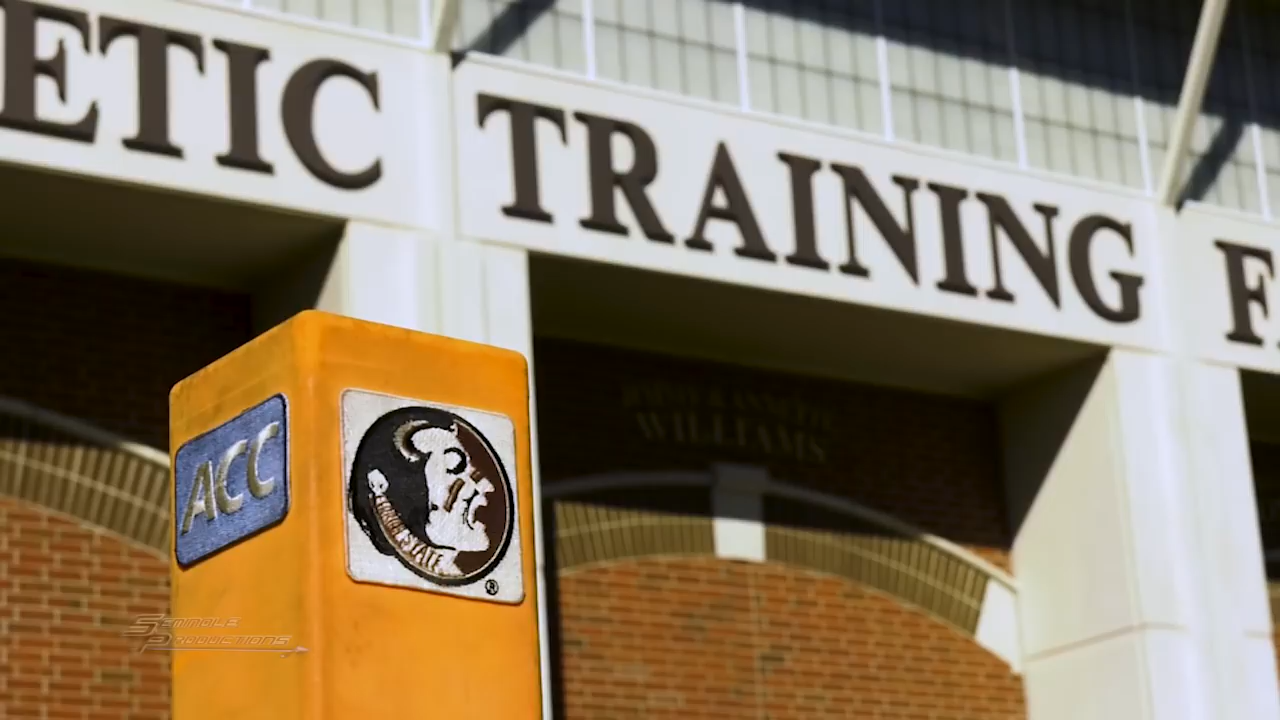 ETIC TRAINING F
ACC
FLORIDA STATE
®
WILLIAMS
SEMINOLE
PRODUCTIONS